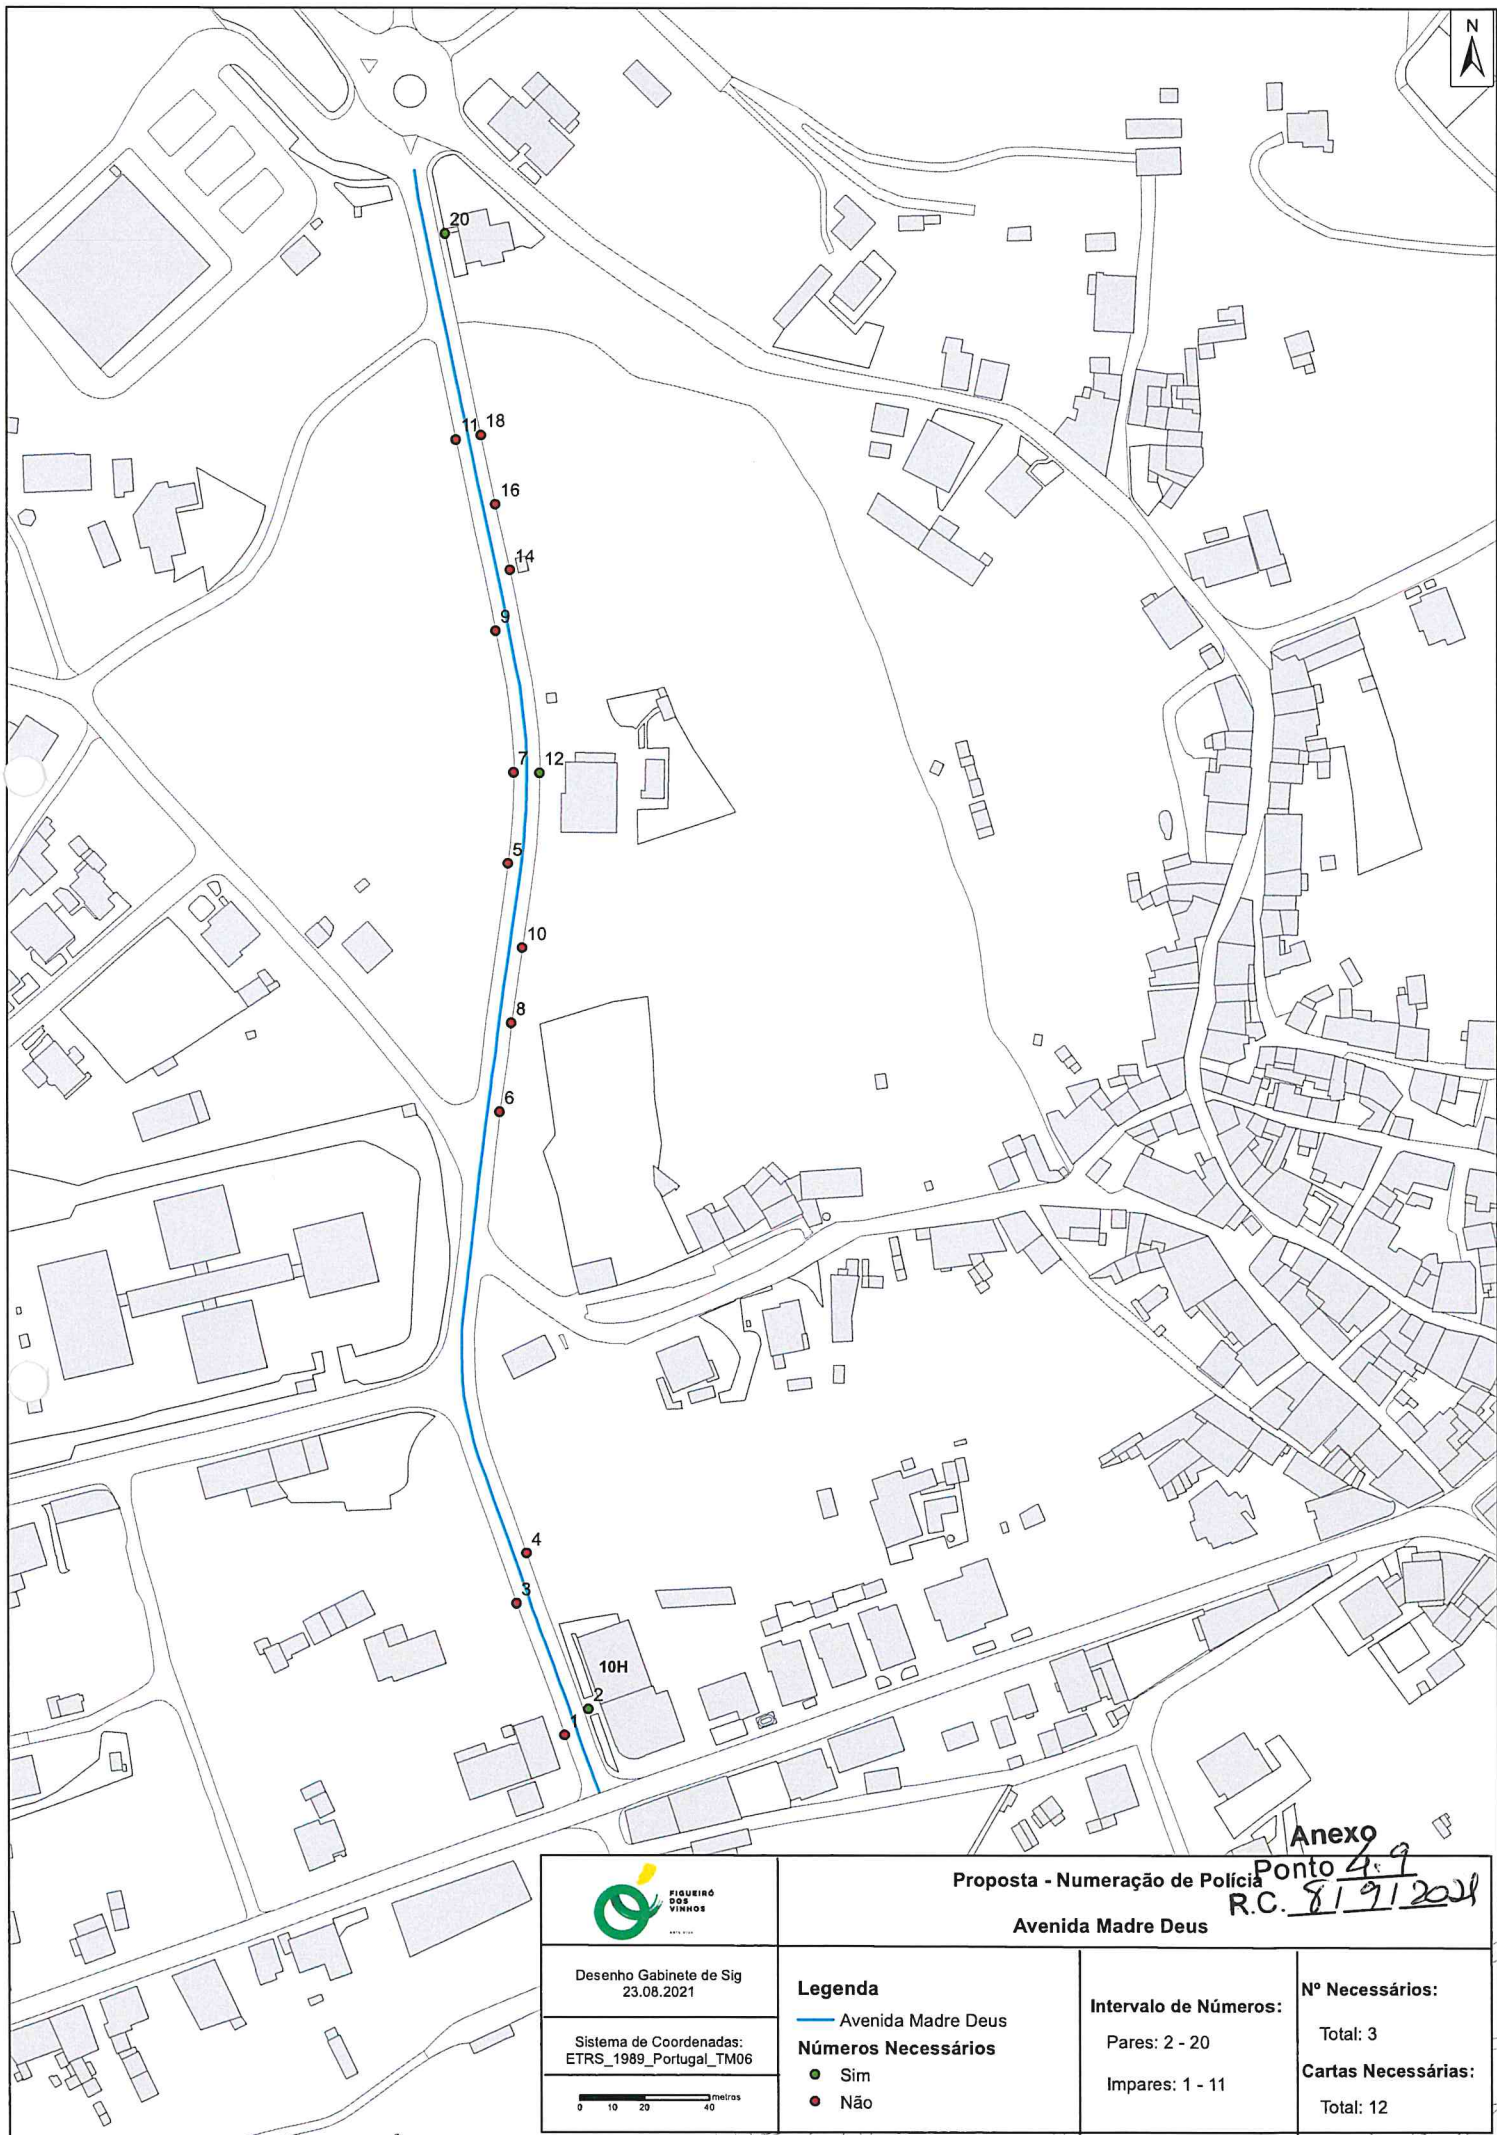 N
20
11
18
16
14
9
7
12
5
10
8
6
4
3
10H
2
1
Anexo
Ponto 4.9
R.C. 8/9/2021
FIGUEIRÓ
DOS
VINHOS
Proposta - Numeração de Polícia
Avenida Madre Deus
Desenho Gabinete de Sig
23.08.2021
Sistema de Coordenadas:
ETRS_1989_Portugal_TM06
0 10 20 40 metros
Legenda
Avenida Madre Deus
Números Necessários
Sim
Não
Intervalo de Números:
Pares: 2 - 20
Impares: 1 - 11
Nº Necessários:
Total: 3
Cartas Necessárias:
Total: 12